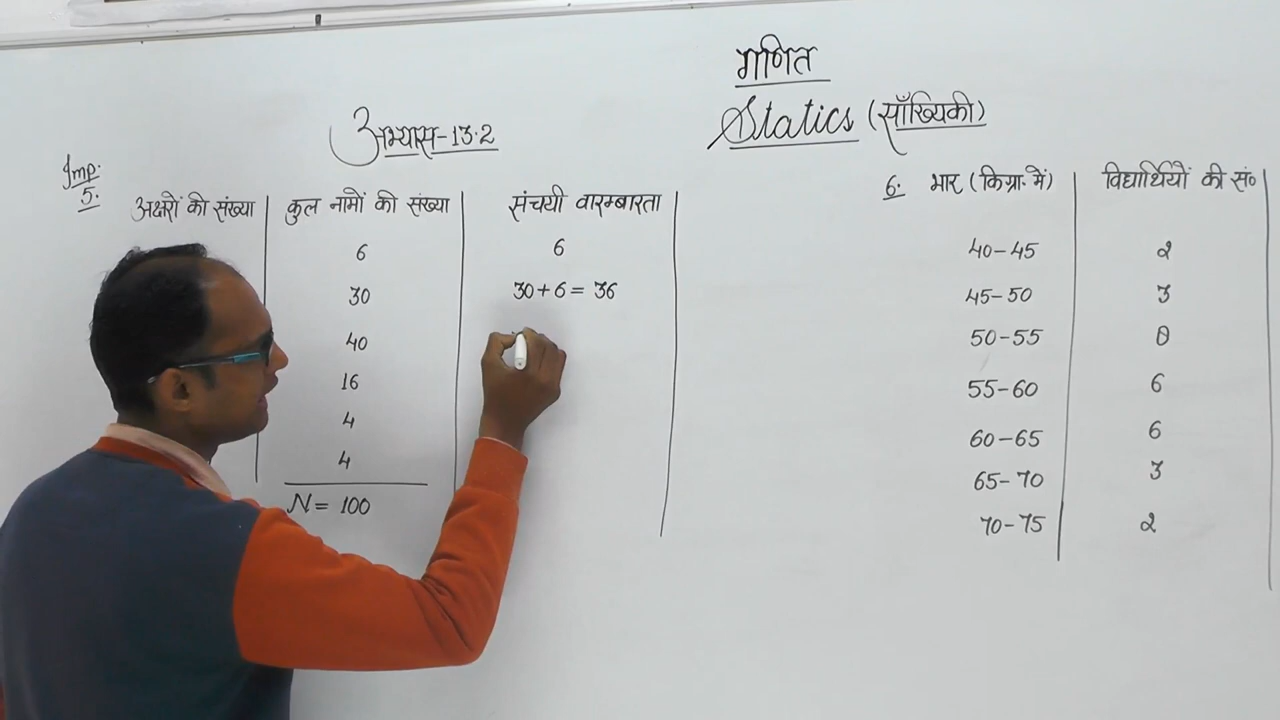 गणित
Statics (साँख्यिकी)
अभ्यास-13.2
Imp.
5.
अक्षरों की संख्या | कुल नामों की संख्या | संचयी वारम्बारता
6 | 6
30 | 30+6 = 36
40
16
4
4
N = 100
6. भार (किग्रा. में) | विद्यार्थियों की सं०
40-45 | 2
45-50 | 3
50-55 | 8
55-60 | 6
60-65 | 6
65-70 | 3
70-75 | 2